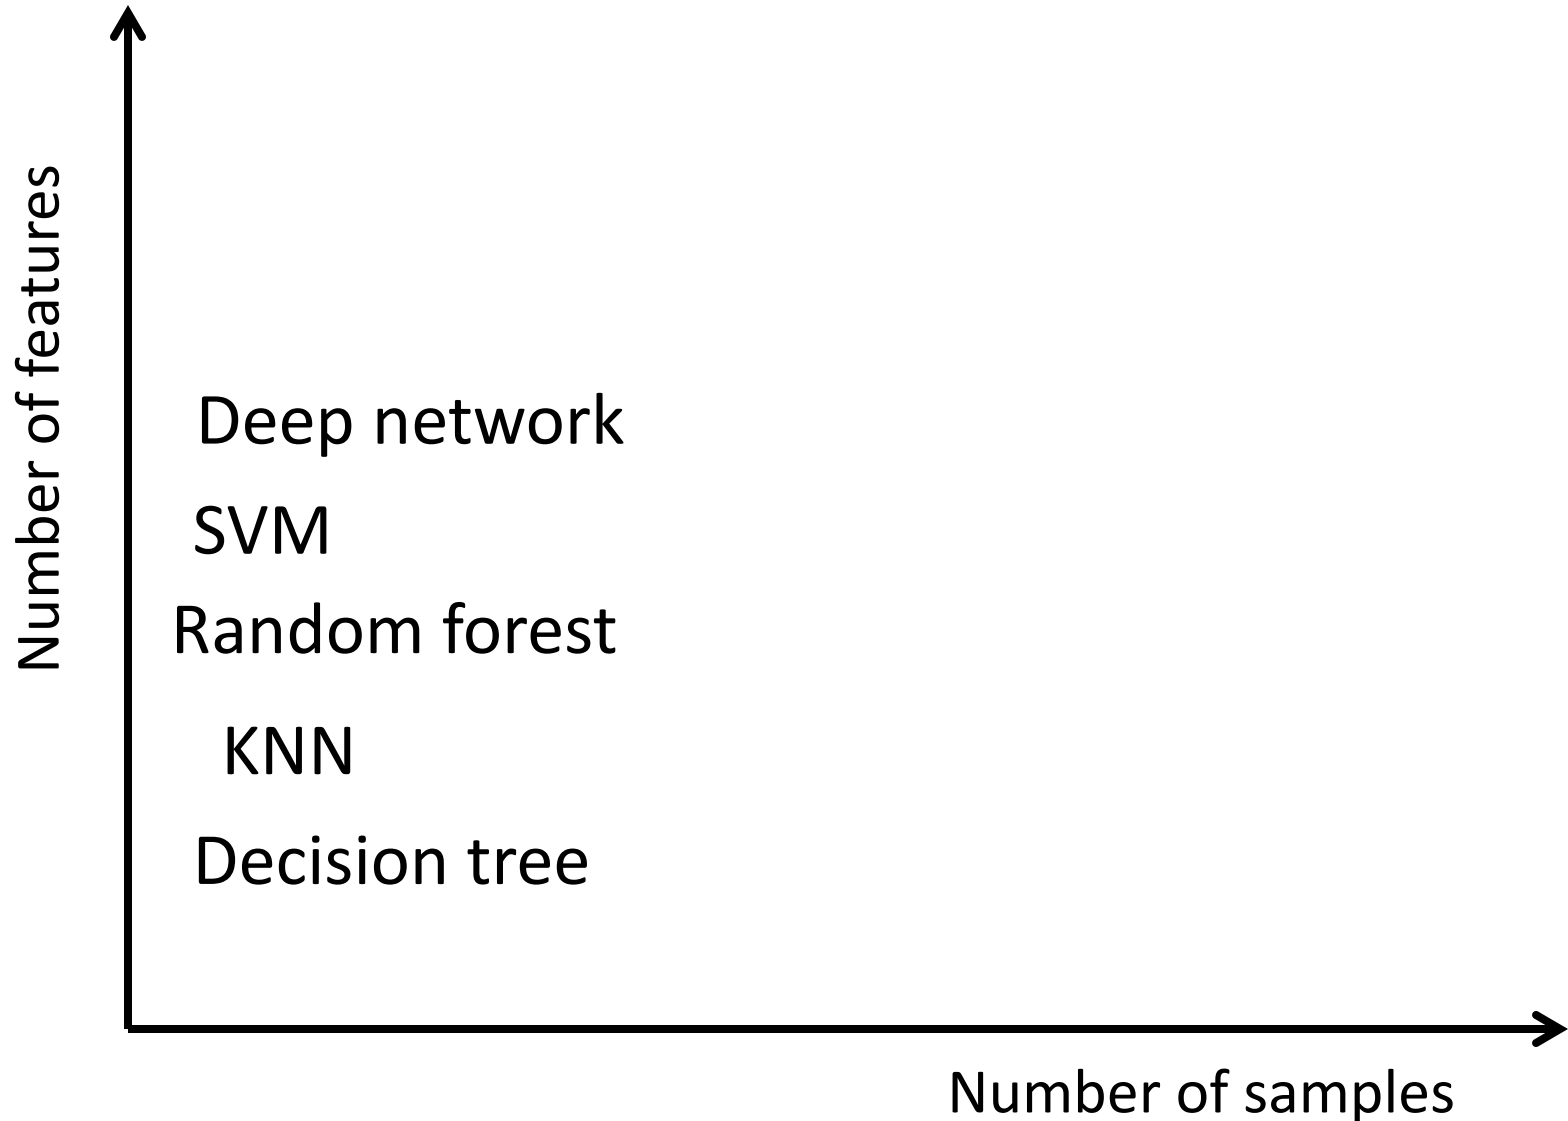 Number of features
Deep network
SVM
Random forest
KNN
Decision tree
Number of samples